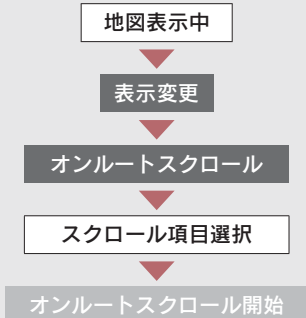 地図表示中
表示変更
オンルートスクロール
スクロール項目選択
オンルートスクロール開始